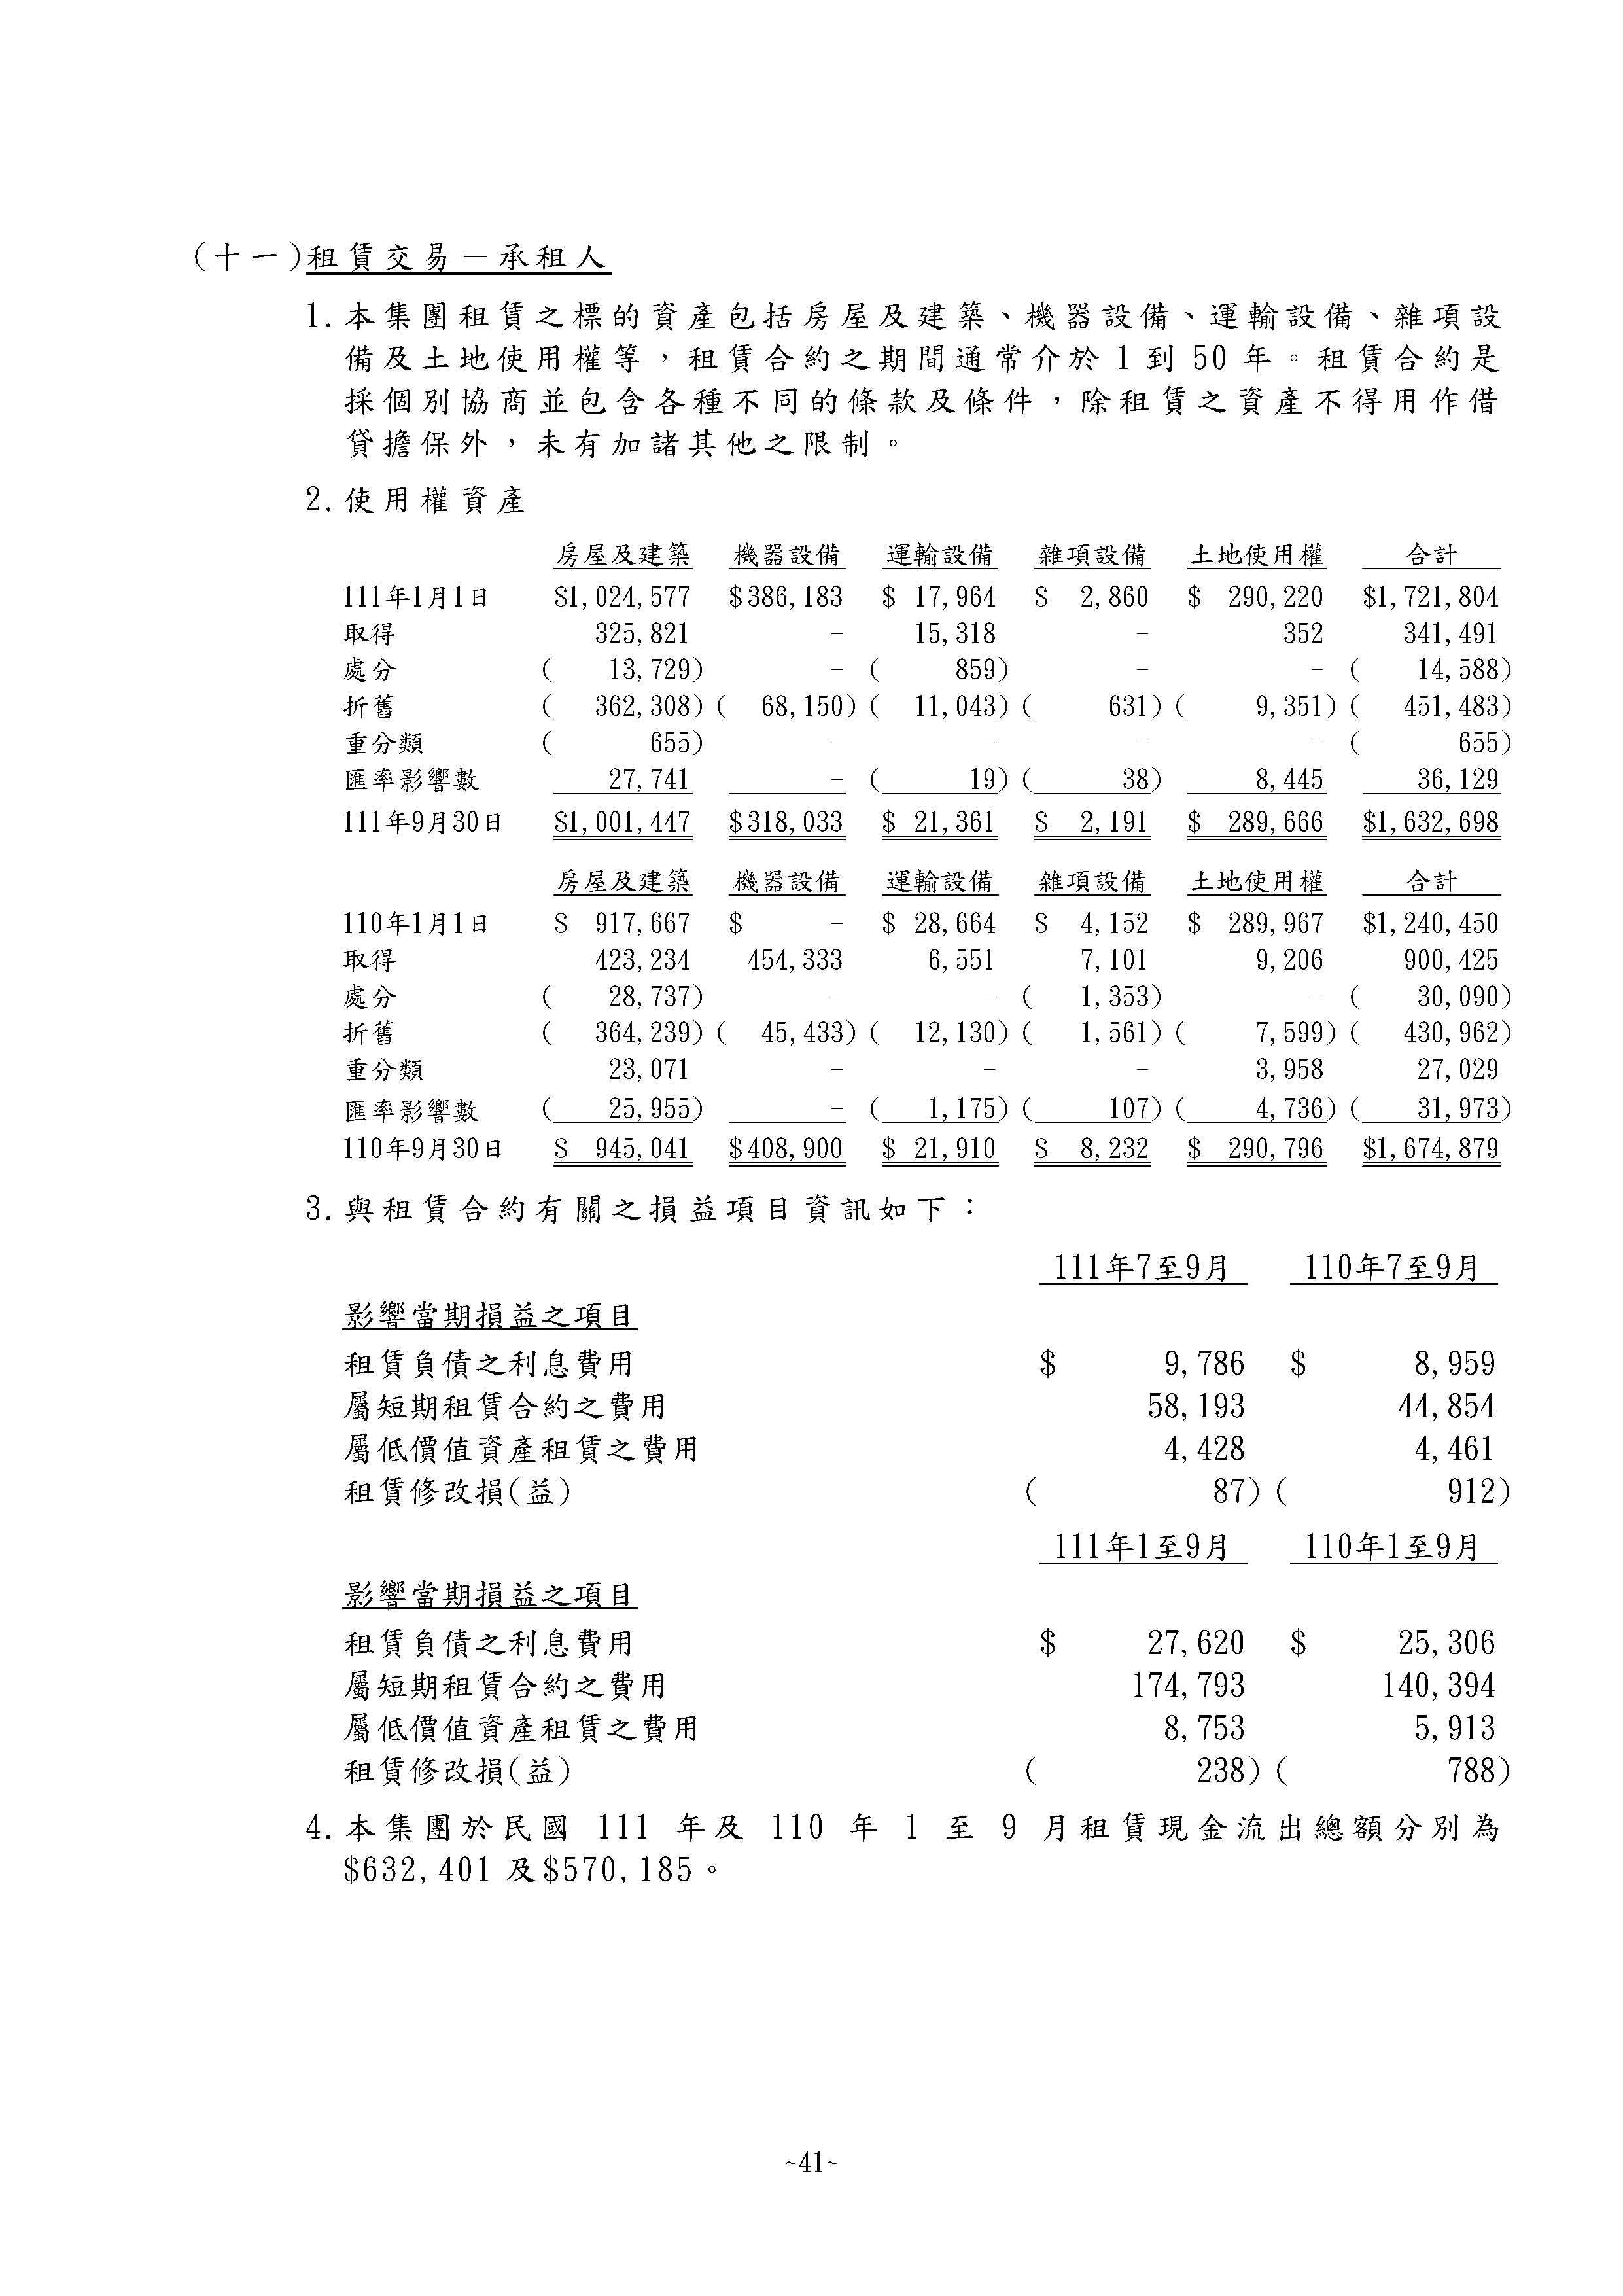 (十一)租賃交易－承租人
1.本集團租賃之標的資產包括房屋及建築、機器設備、運輸設備、雜項設
備及土地使用權等，租賃合約之期間通常介於 1 到 50 年。租賃合約是
採個別協商並包含各種不同的條款及條件，除租賃之資產不得用作借
貸擔保外，未有加諸其他之限制。
2.使用權資產
房屋及建築 機器設備 運輸設備 雜項設備 土地使用權 合計
111年1月1日 $1,024,577 $386,183 $ 17,964 $ 2,860 $ 290,220 $1,721,804
取得 325,821 - 15,318 - 352 341,491
處分 ( 13,729) - ( 859) - - ( 14,588)
折舊 ( 362,308) ( 68,150) ( 11,043) ( 631) ( 9,351) ( 451,483)
重分類 ( 655) - - - - ( 655)
匯率影響數 27,741 - ( 19) ( 38) 8,445 36,129
111年9月30日 $1,001,447 $318,033 $ 21,361 $ 2,191 $ 289,666 $1,632,698
房屋及建築 機器設備 運輸設備 雜項設備 土地使用權 合計
110年1月1日 $ 917,667 $ - $ 28,664 $ 4,152 $ 289,967 $1,240,450
取得 423,234 454,333 6,551 7,101 9,206 900,425
處分 ( 28,737) - - ( 1,353) - ( 30,090)
折舊 ( 364,239) ( 45,433) ( 12,130) ( 1,561) ( 7,599) ( 430,962)
重分類 23,071 - - - 3,958 27,029
匯率影響數 ( 25,955) - ( 1,175) ( 107) ( 4,736) ( 31,973)
110年9月30日 $ 945,041 $408,900 $ 21,910 $ 8,232 $ 290,796 $1,674,879
3.與租賃合約有關之損益項目資訊如下：
111年7至9月 110年7至9月
影響當期損益之項目
租賃負債之利息費用 $ 9,786 $ 8,959
屬短期租賃合約之費用 58,193 44,854
屬低價值資產租賃之費用 4,428 4,461
租賃修改損(益) ( 87) ( 912)
111年1至9月 110年1至9月
影響當期損益之項目
租賃負債之利息費用 $ 27,620 $ 25,306
屬短期租賃合約之費用 174,793 140,394
屬低價值資產租賃之費用 8,753 5,913
租賃修改損(益) ( 238) ( 788)
4.本集團於民國 111 年及 110 年 1 至 9 月租賃現金流出總額分別為
$632,401 及$570,185。
~41~